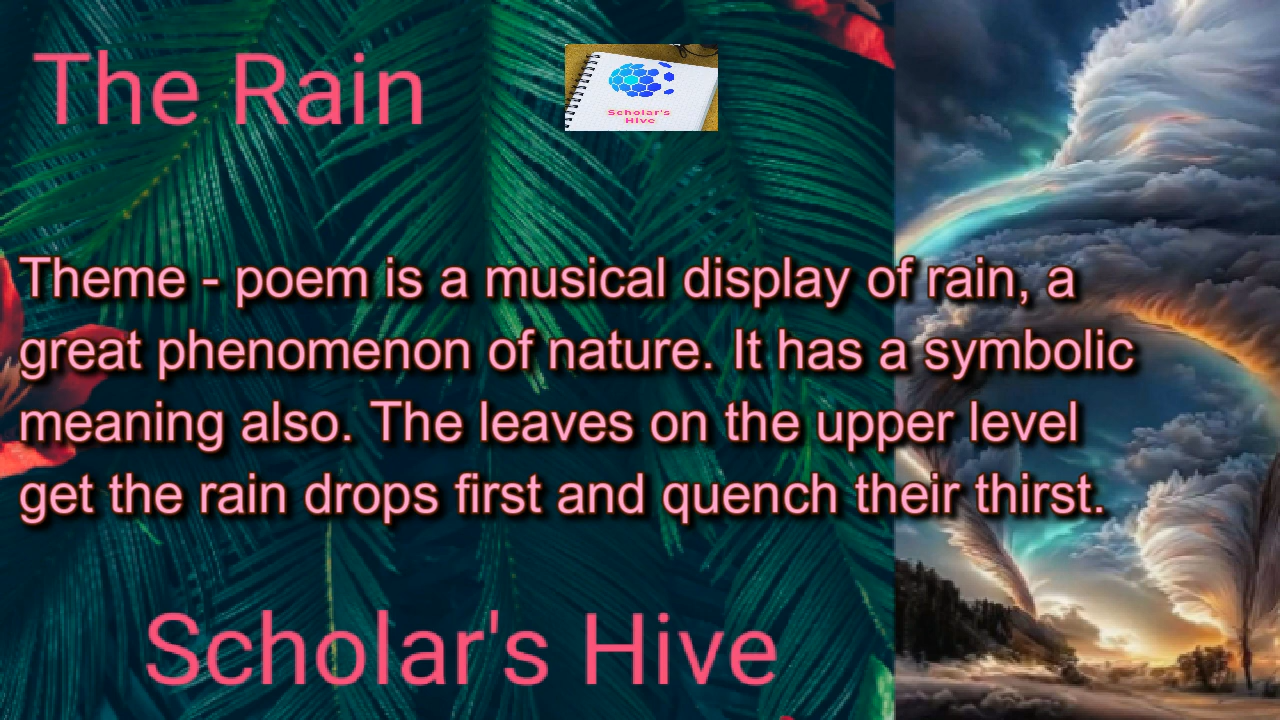 The Rain
Scholar's
Hive
Theme - poem is a musical display of rain, a
great phenomenon of nature. It has a symbolic
meaning also. The leaves on the upper level
get the rain drops first and quench their thirst.
Scholar's Hive